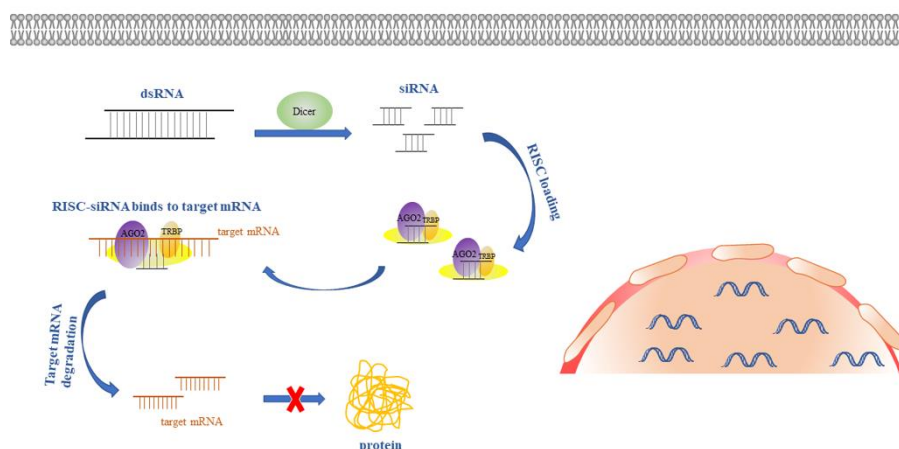 dsRNA
Dicer
siRNA
RISC loading
AGO2
TRBP
AGO2
TRBP
RISC-siRNA binds to target mRNA
AGO2
TRBP
target mRNA
Target mRNA
degradation
target mRNA
protein